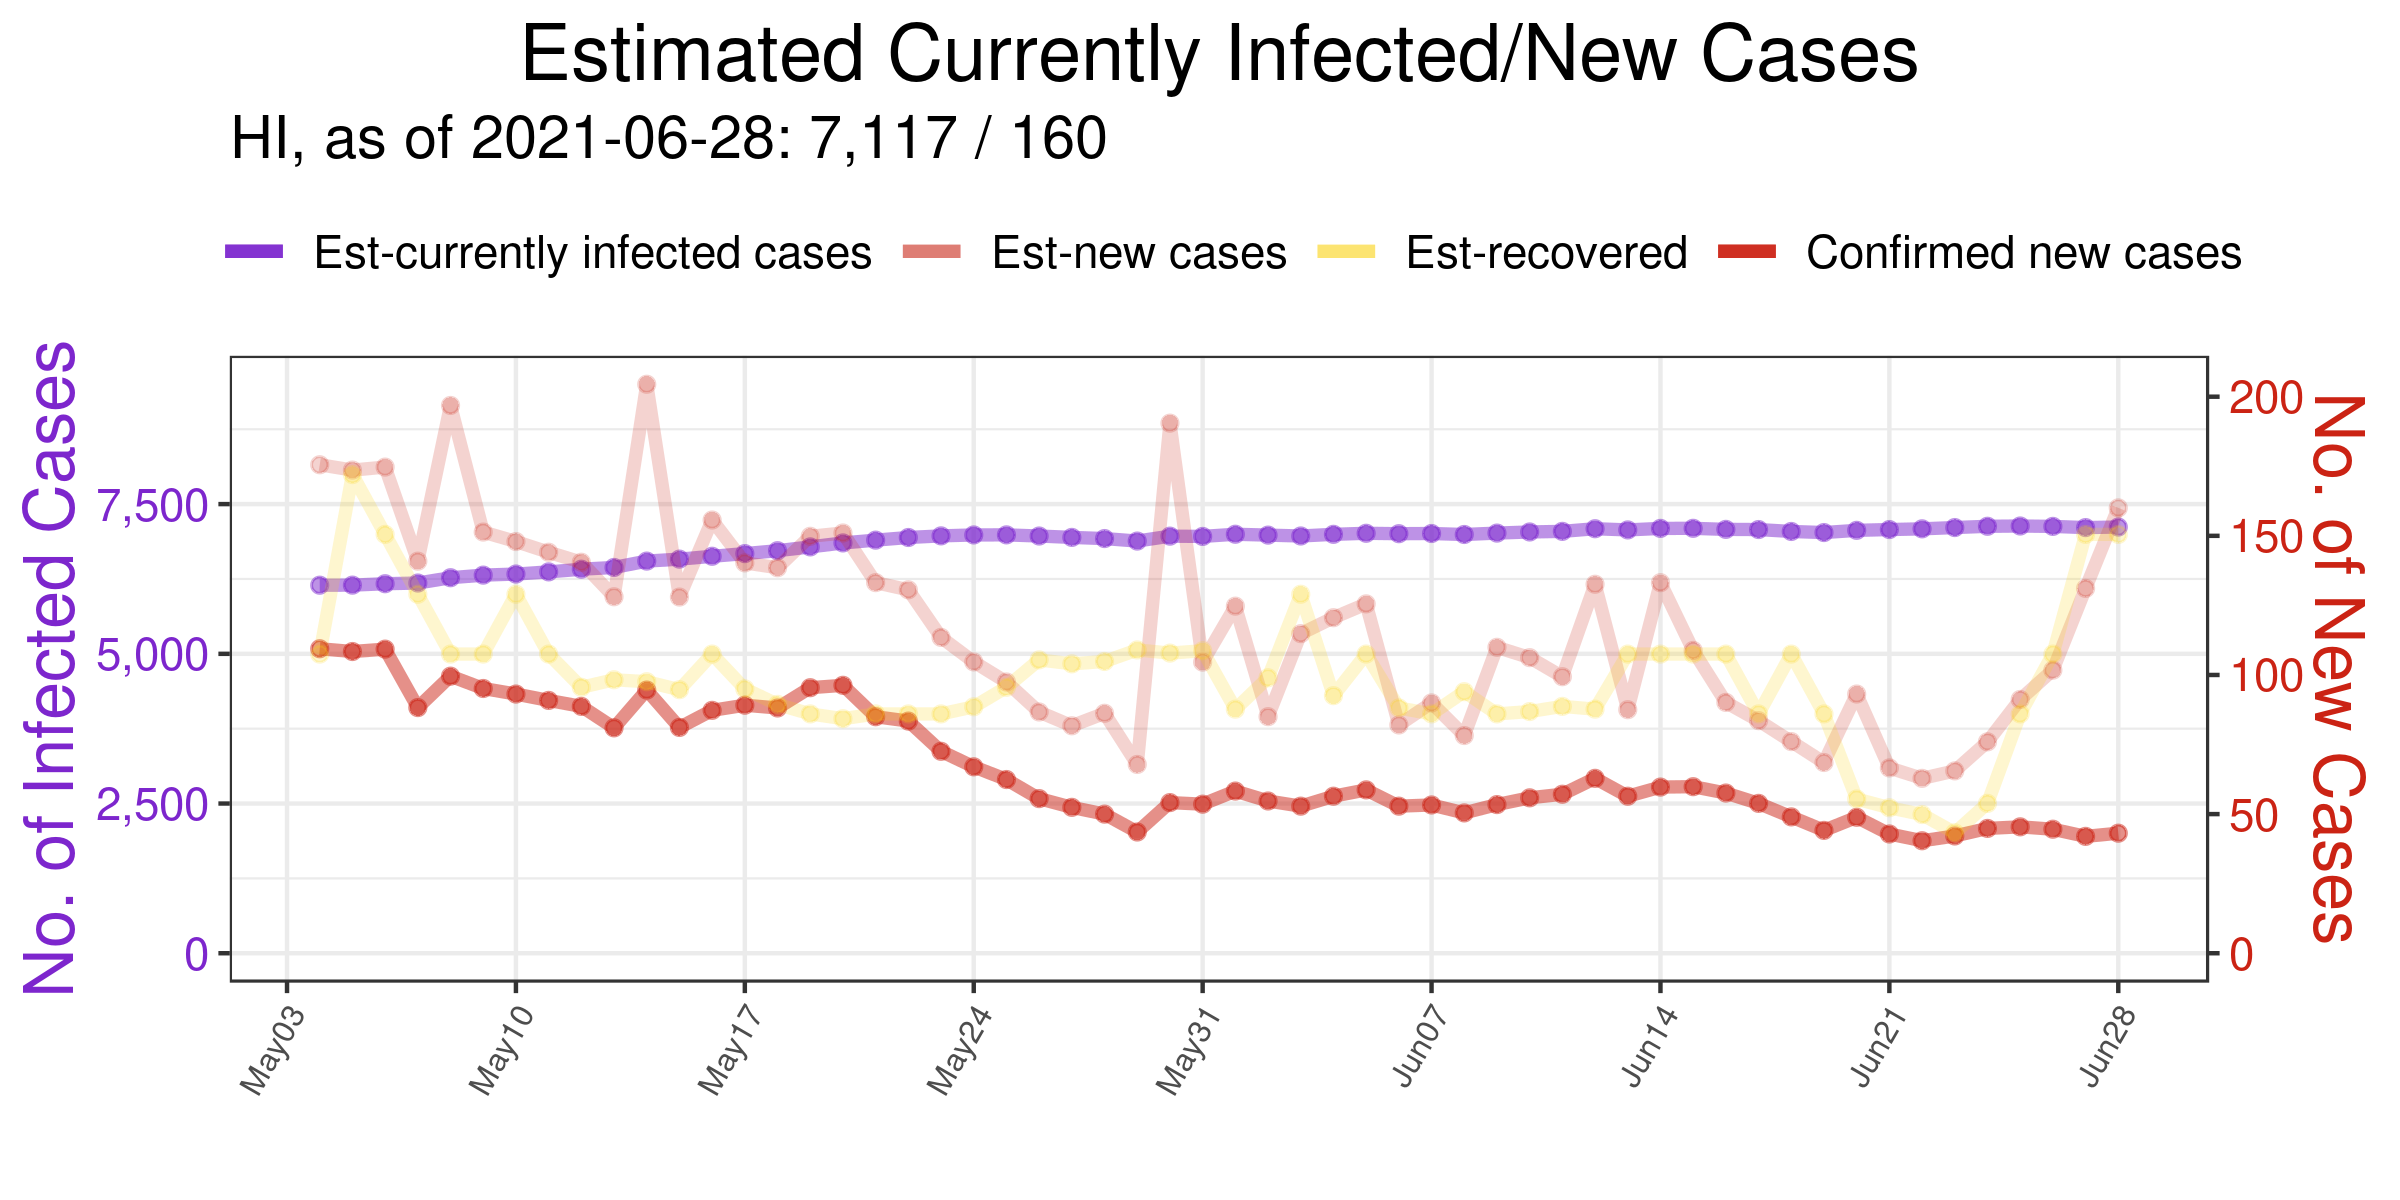 Estimated Currently Infected/New Cases
HI, as of 2021-06-28: 7,117 / 160
Est-currently infected cases Est-new cases Est-recovered Confirmed new cases
No. of Infected Cases
7,500
5,000
2,500
0
200
150
100
50
0
No. of New Cases
May03 May10 May17 May24 May31 Jun07 Jun14 Jun21 Jun28